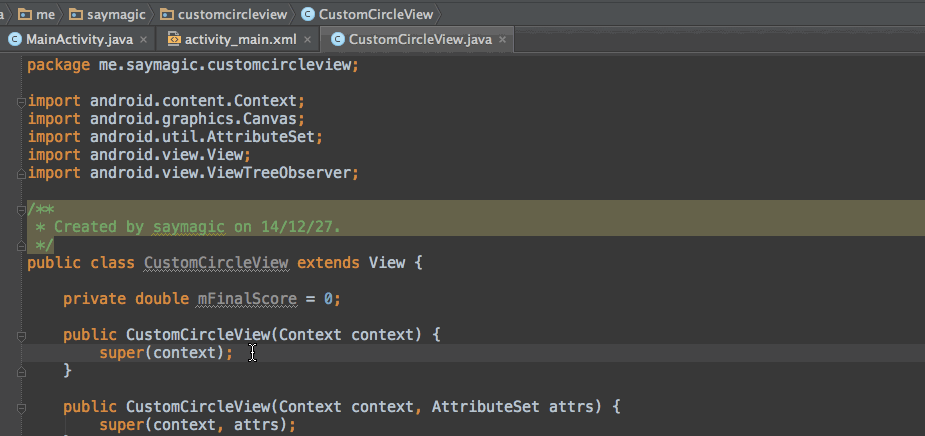 me saymagic customcircleview CustomCircleView
MainActivity.java activity_main.xml CustomCircleView.java
package me.saymagic.customcircleview;
import android.content.Context;
import android.graphics.Canvas;
import android.util.AttributeSet;
import android.view.View;
import android.view.ViewTreeObserver;
/**
* Created by saymagic on 14/12/27.
*/
public class CustomCircleView extends View {
private double mFinalScore = 0;
public CustomCircleView(Context context) {
super(context);
}
public CustomCircleView(Context context, AttributeSet attrs) {
super(context, attrs);